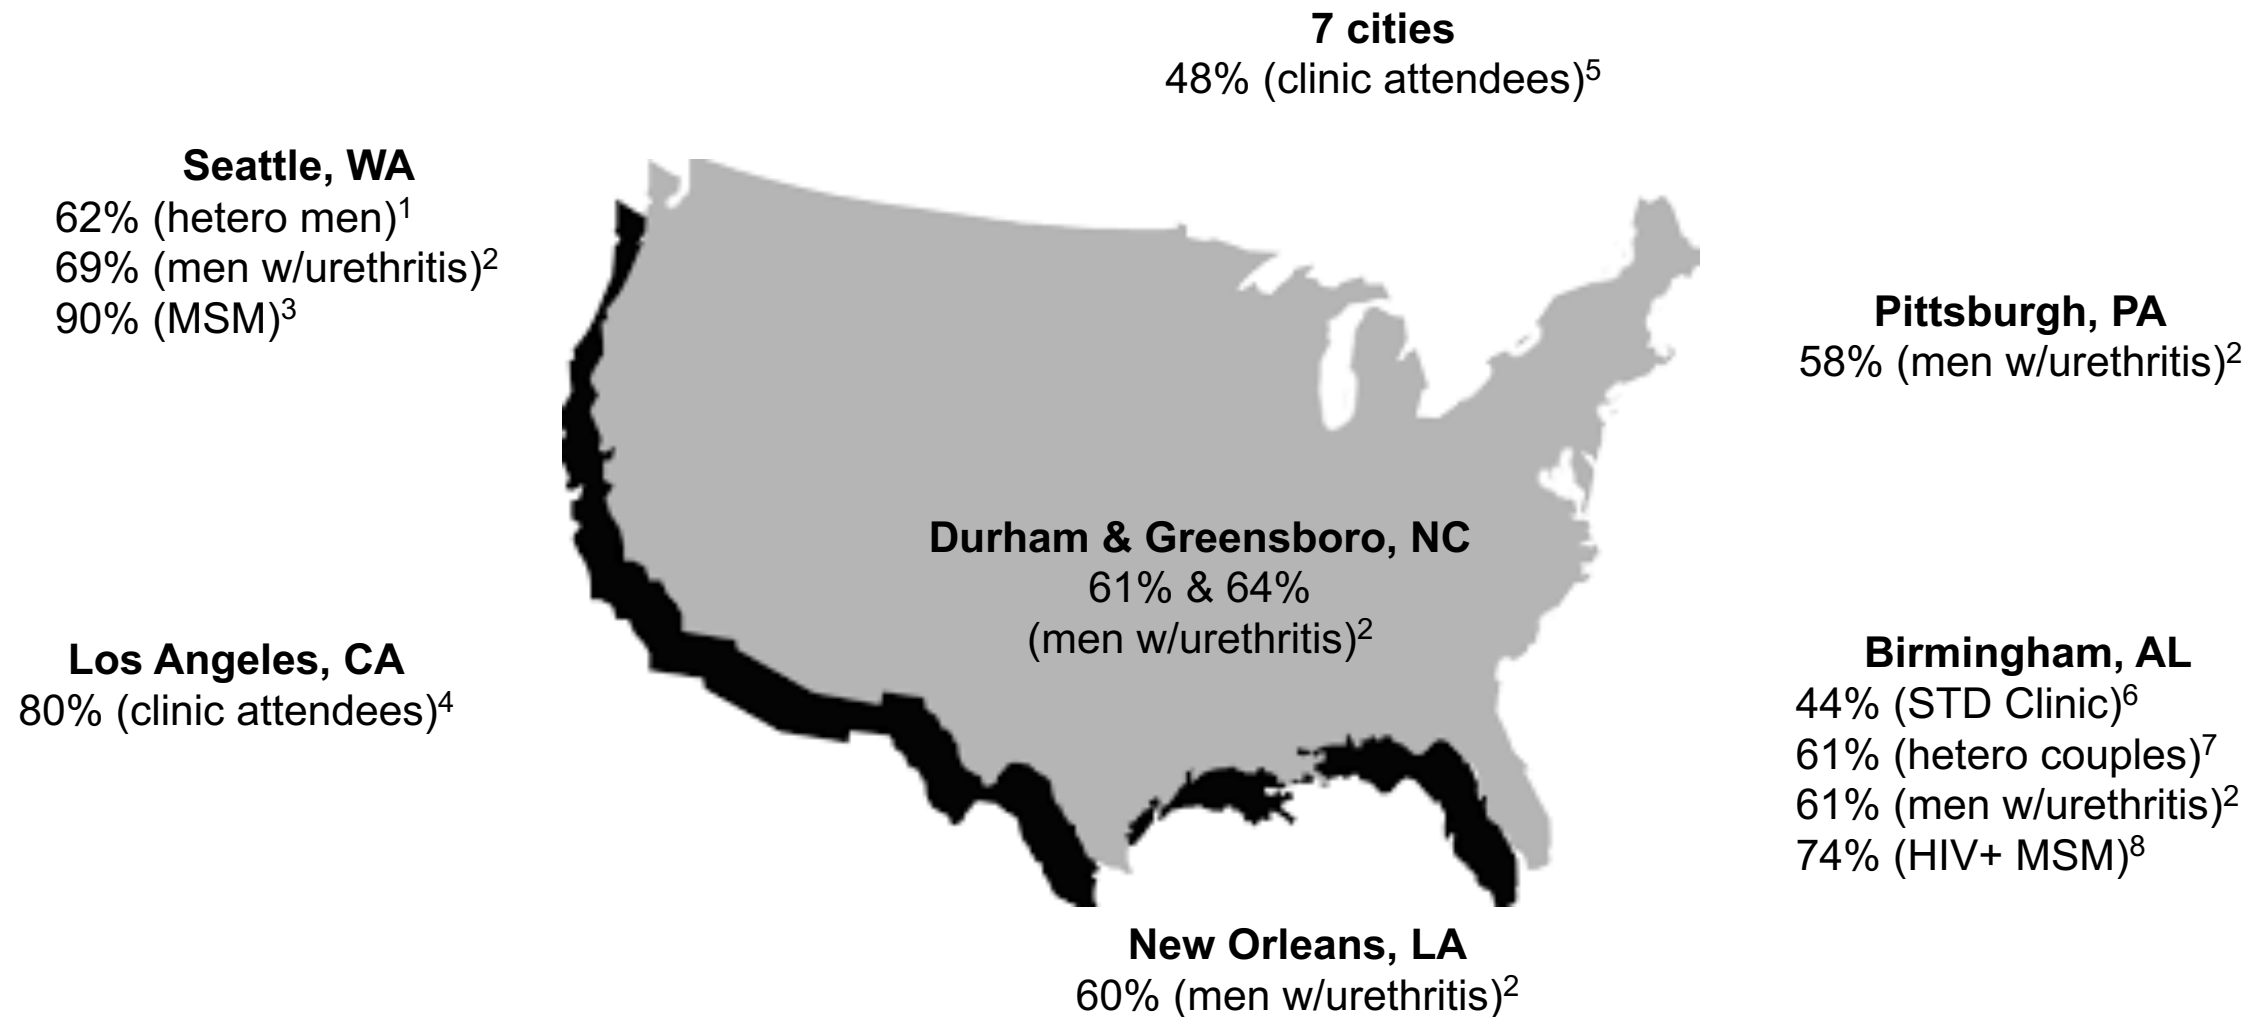 7 cities
48% (clinic attendees)⁵
Seattle, WA
62% (hetero men)¹
69% (men w/urethritis)²
90% (MSM)³
Pittsburgh, PA
58% (men w/urethritis)²
Durham & Greensboro, NC
61% & 64%
(men w/urethritis)²
Los Angeles, CA
80% (clinic attendees)⁴
Birmingham, AL
44% (STD Clinic)⁶
61% (hetero couples)⁷
61% (men w/urethritis)²
74% (HIV+ MSM)⁸
New Orleans, LA
60% (men w/urethritis)²